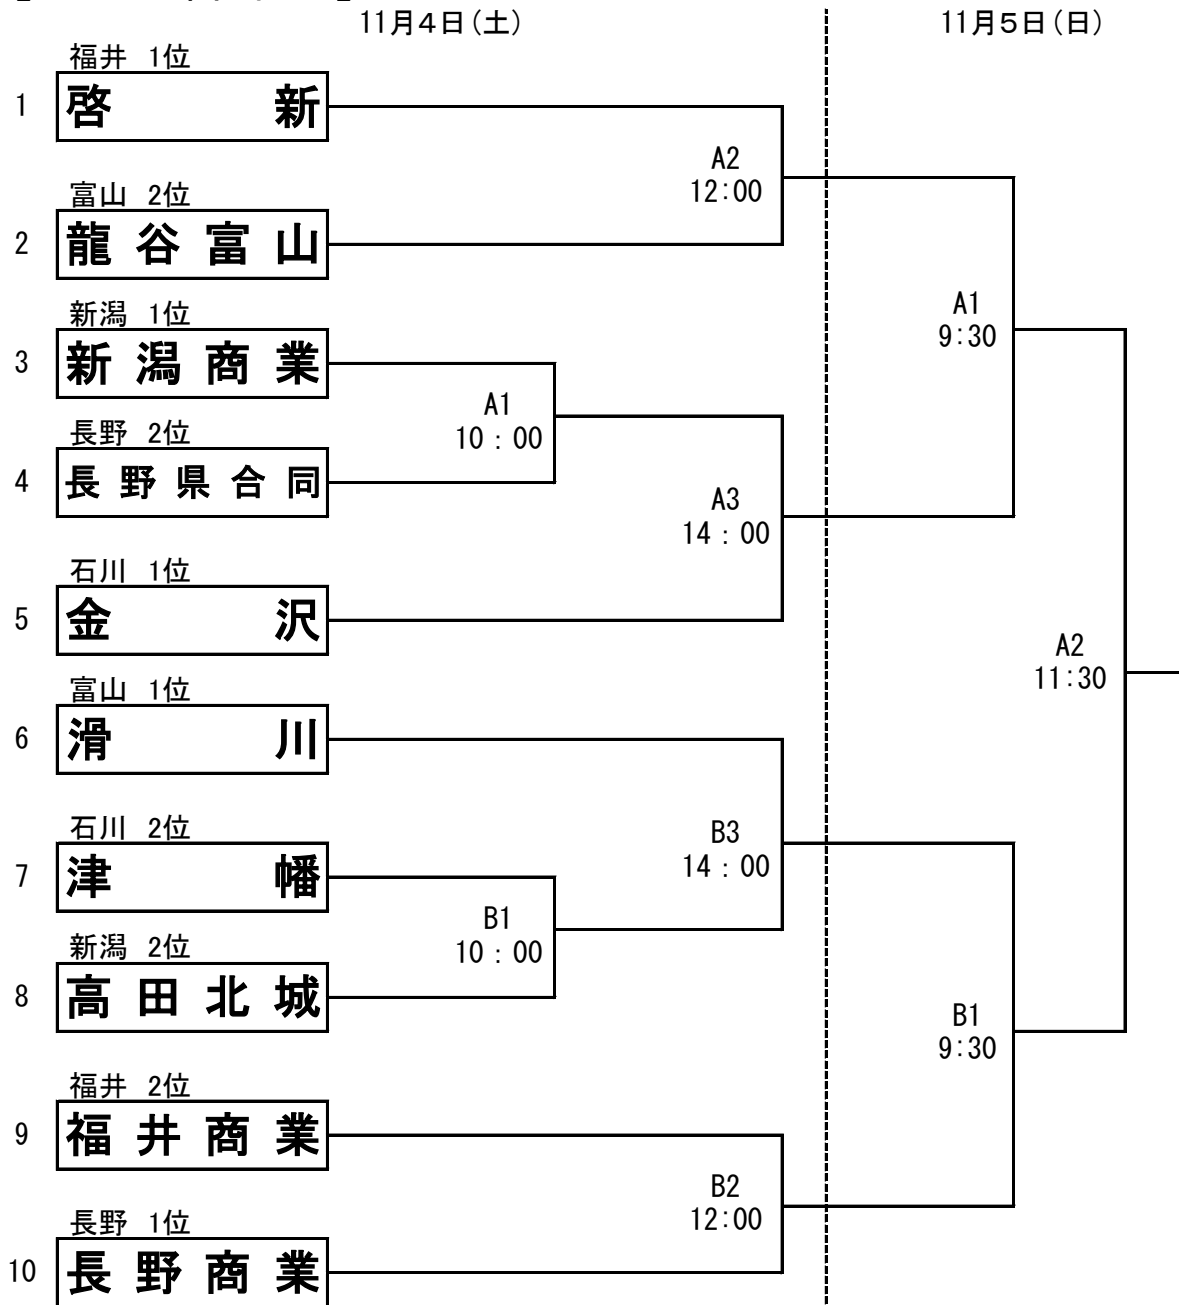 11月4日(土)
11月5日(日)
福井 1位
1 啓新
A2
12:00
富山 2位
2 龍谷富山
新潟 1位
3 新潟商業
A1
9:30
A1
10:00
長野 2位
4 長野県合同
A3
14:00
石川 1位
5 金沢
A2
11:30
富山 1位
6 滑川
石川 2位
B3
14:00
7 津幡
B1
10:00
新潟 2位
8 高田北城
B1
9:30
福井 2位
9 福井商業
B2
12:00
長野 1位
10 長野商業